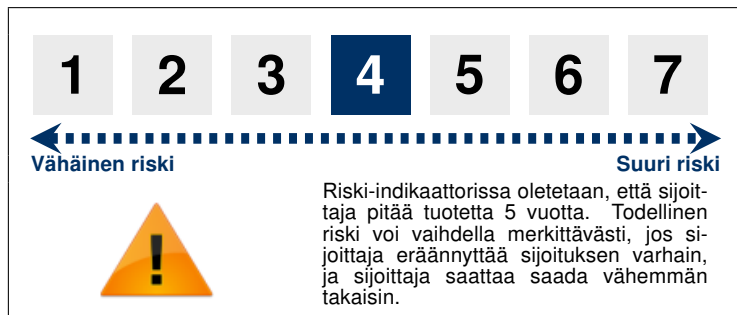 1 2 3 4 5 6 7
Vähäinen riski Suuri riski
Riski-indikaattorissa oletetaan, että sijoit-
taja pitää tuotetta 5 vuotta. Todellinen
riski voi vaihdella merkittävästi, jos si-
joittaja eräännyttää sijoituksen varhain,
ja sijoittaja saattaa saada vähemmän
takaisin.